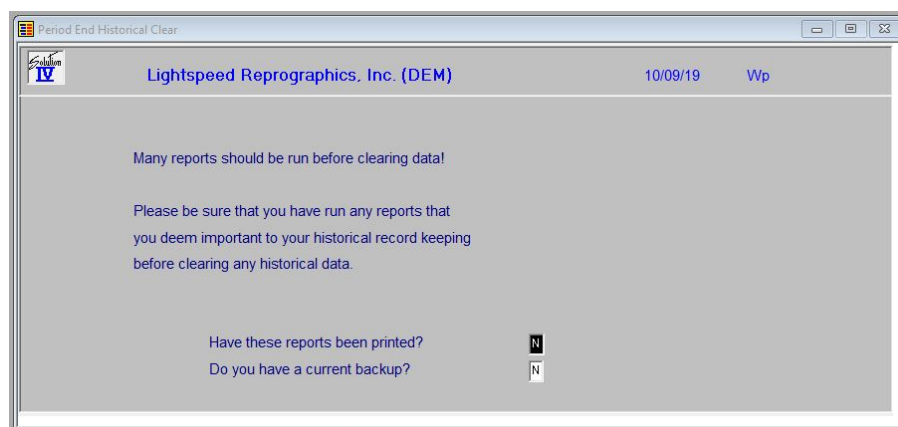 Period End Historical Clear
Solution
IV
Lightspeed Reprographics, Inc. (DEM) 10/09/19 Wp
Many reports should be run before clearing data!
Please be sure that you have run any reports that
you deem important to your historical record keeping
before clearing any historical data.
Have these reports been printed? N
Do you have a current backup? N